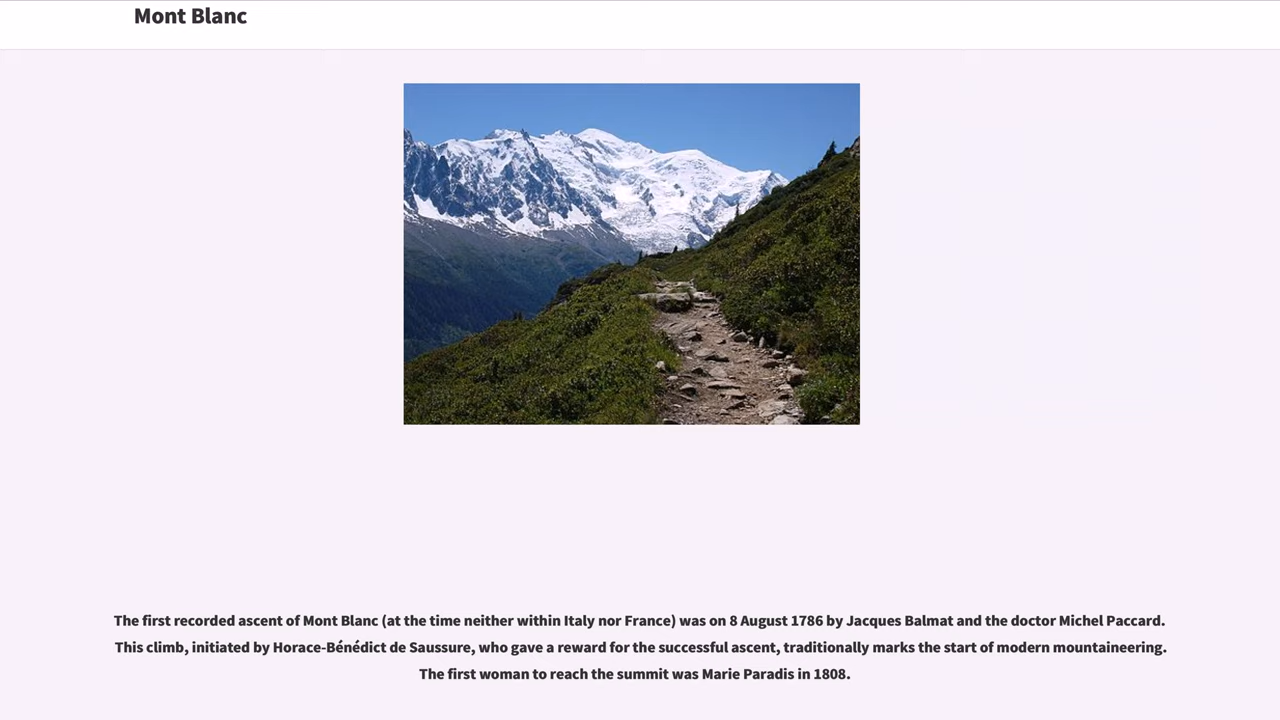 Mont Blanc
The first recorded ascent of Mont Blanc (at the time neither within Italy nor France) was on 8 August 1786 by Jacques Balmat and the doctor Michel Paccard.
This climb, initiated by Horace-Bénédict de Saussure, who gave a reward for the successful ascent, traditionally marks the start of modern mountaineering.
The first woman to reach the summit was Marie Paradis in 1808.